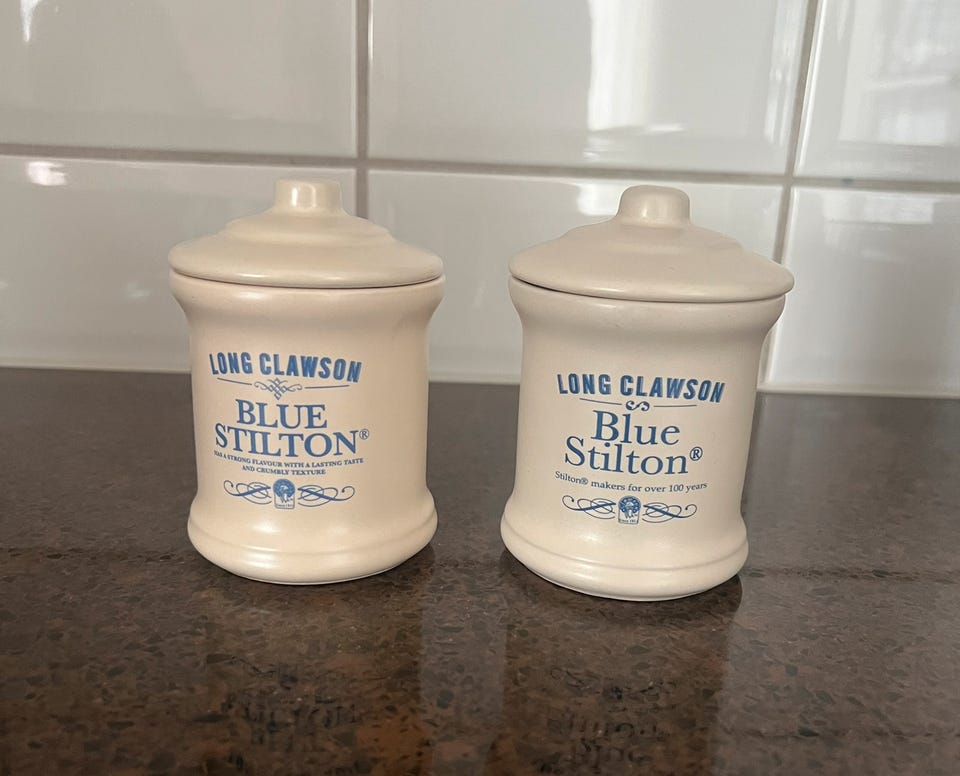 LONG CLAWSON
BLUE
STILTON®
HAS A STRONG FLAVOUR WITH A LASTING TASTE
AND CRUMBLY TEXTURE
LONG CLAWSON
Blue
Stilton®
Stilton® makers for over 100 years